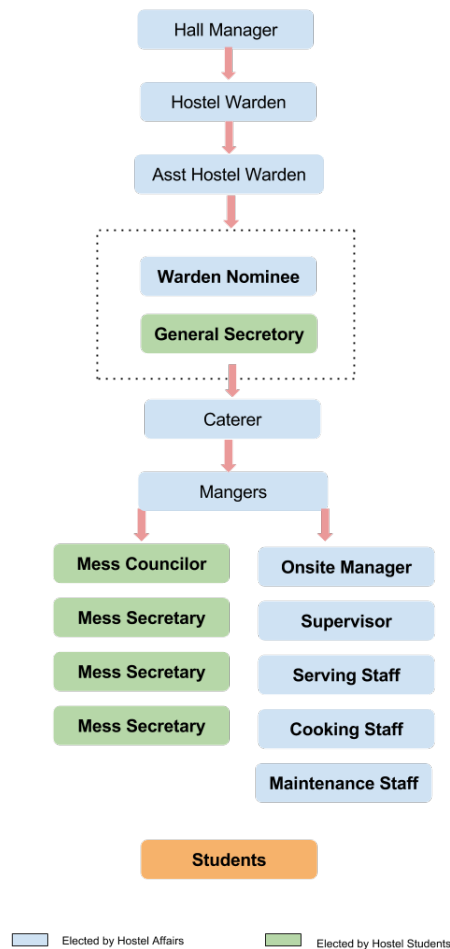 Hall Manager
Hostel Warden
Asst Hostel Warden
Warden Nominee
General Secretory
Caterer
Mangers
Mess Councilor
Onsite Manager
Mess Secretary
Supervisor
Mess Secretary
Serving Staff
Mess Secretary
Cooking Staff
Maintenance Staff
Students
Elected by Hostel Affairs
Elected by Hostel Students